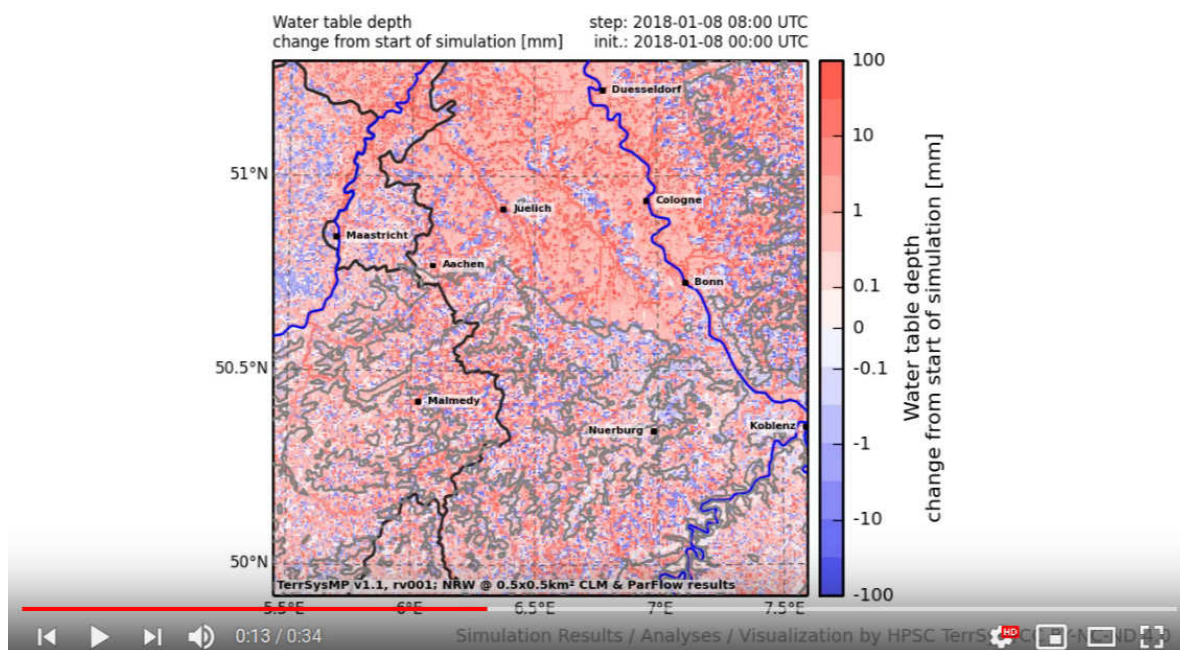 Water table depth
change from start of simulation [mm]
step: 2018-01-08 08:00 UTC
init.: 2018-01-08 00:00 UTC
100
10
1
0.1
0
-0.1
-1
-10
-100
Water table depth
change from start of simulation [mm]
51°N
50.5°N
50°N
Duesseldorf
Juelich
Cologne
Maastricht
Aachen
Bonn
Malmedy
Nuerburg
Koblenz
TerrSysMP v1.1, rv001; NRW @ 0.5x0.5km² CLM & ParFlow results
5.5°E
6°E
6.5°E
7°E
7.5°E
0:13 / 0:34
Simulation Results / Analyses / Visualization by HPSC TerrSys
HD